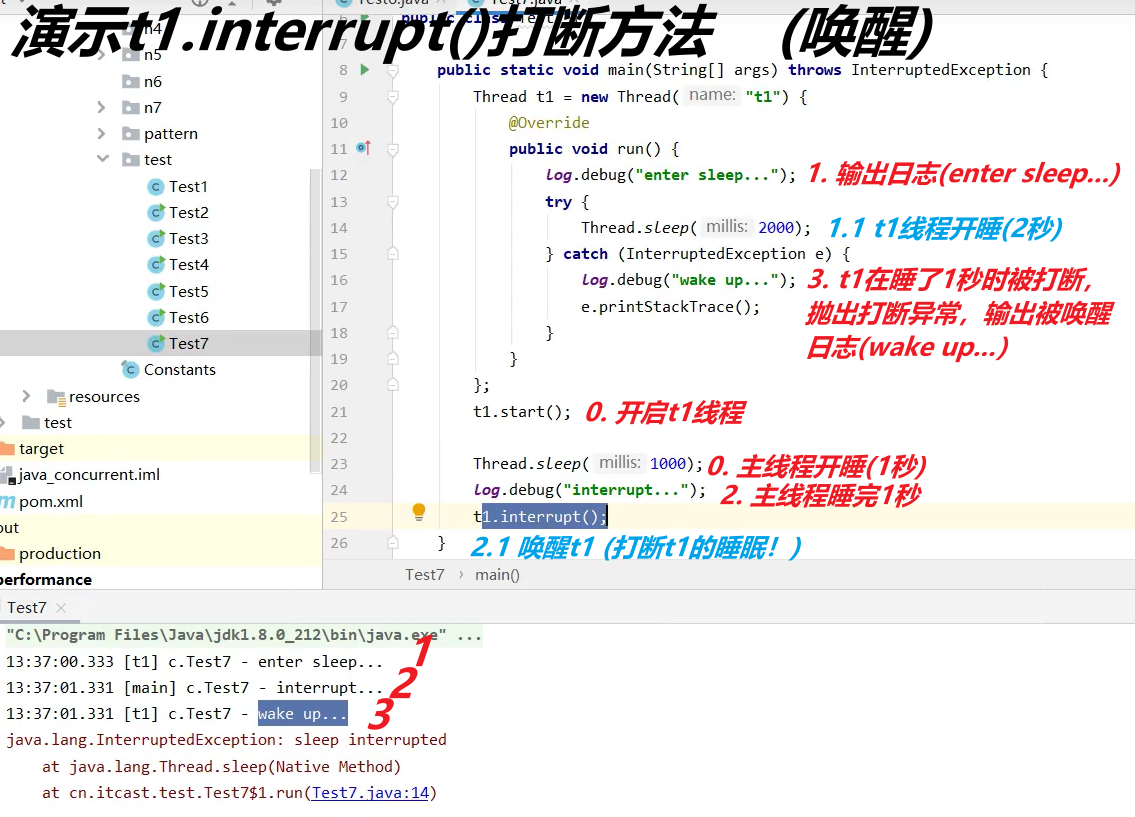 演示t1.interrupt()打断方法 (唤醒)
Test7.java
n4
n5
n6
n7
pattern
test
Test1
Test2
Test3
Test4
Test5
Test6
Test7
Constants
resources
test
target
java_concurrent.iml
pom.xml
out
production
performance
7
8 public static void main(String[] args) throws InterruptedException {
9 Thread t1 = new Thread( name: "t1") {
10 @Override
11 public void run() {
12 log.debug("enter sleep..."); 1. 输出日志(enter sleep...)
13 try {
14 Thread.sleep( millis: 2000); 1.1 t1线程开睡(2秒)
15 } catch (InterruptedException e) {
16 log.debug("wake up..."); 3. t1在睡了1秒时被打断,
17 e.printStackTrace(); 抛出打断异常，输出被唤醒
日志(wake up...)
18 }
19 }
20 };
21 t1.start(); 0. 开启t1线程
22
23 Thread.sleep( millis: 1000); 0. 主线程开睡(1秒)
24 log.debug("interrupt..."); 2. 主线程睡完1秒
25 t1.interrupt();
26 } 2.1 唤醒t1 (打断t1的睡眠！)
Test7 › main()
Test7 ×
"C:\Program Files\Java\jdk1.8.0_212\bin\java.exe" ...
13:37:00.333 [t1] c.Test7 - enter sleep... 1
13:37:01.331 [main] c.Test7 - interrupt... 2
13:37:01.331 [t1] c.Test7 - wake up... 3
java.lang.InterruptedException: sleep interrupted
at java.lang.Thread.sleep(Native Method)
at cn.itcast.test.Test7$1.run(Test7.java:14)